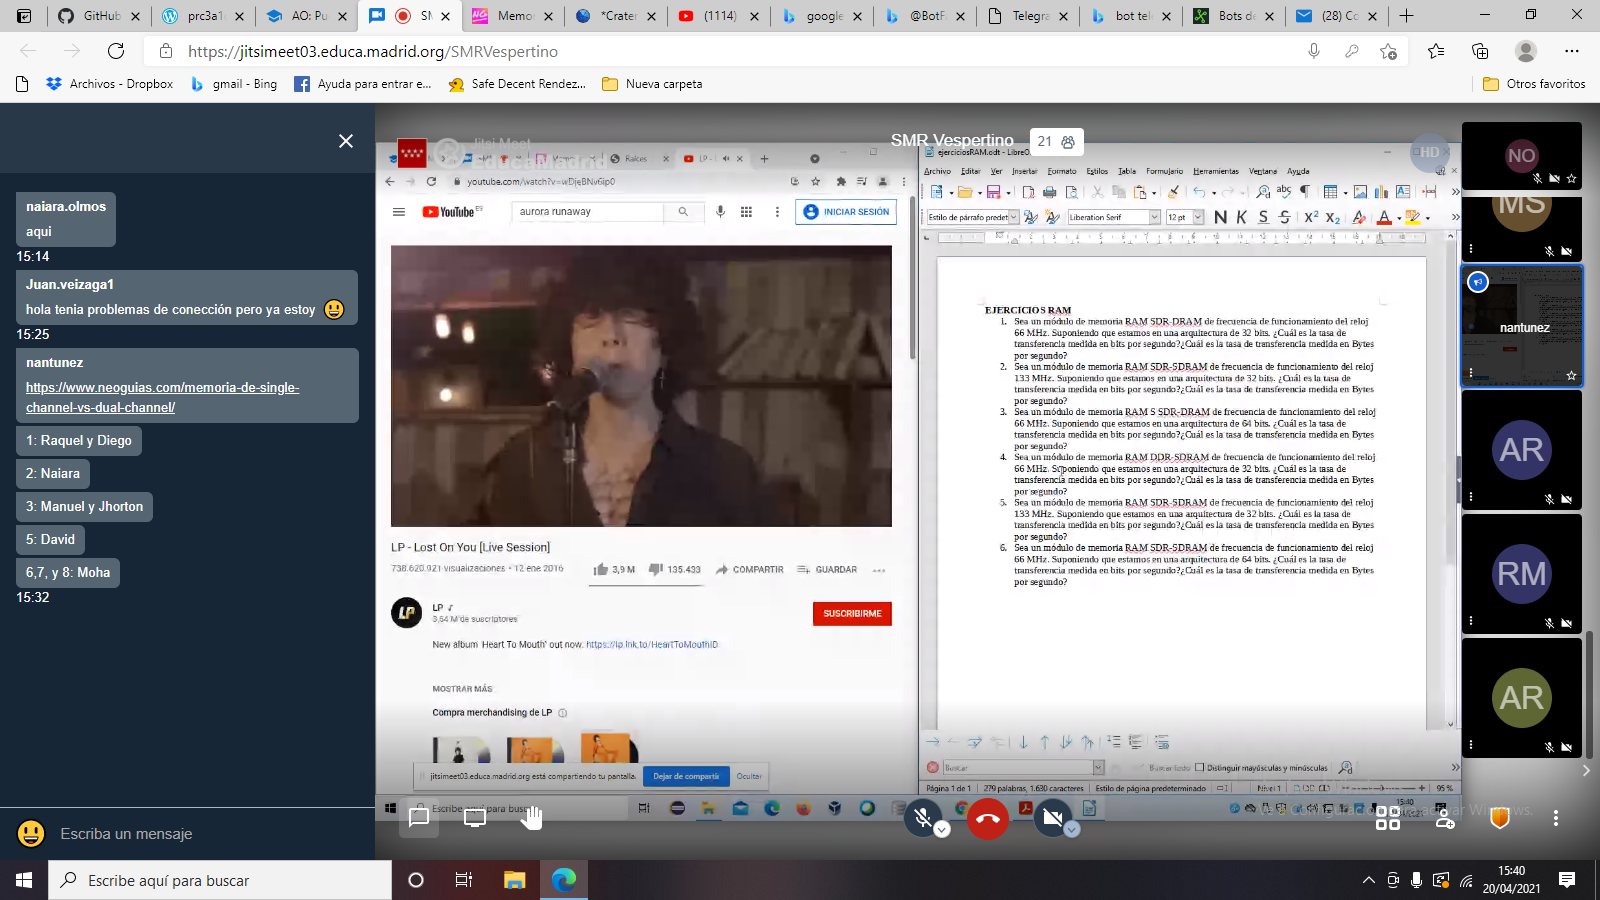 GitHub
prc3a1
AO: Pu
SM
Memo
*Crate
(1114)
google
@BotF
Telegra
bot tel
Bots de
(28) Co
https://jitsimeet03.educa.madrid.org/SMRVespertino
Archivos - Dropbox
gmail - Bing
Ayuda para entrar e...
Safe Decent Rendez...
Nueva carpeta
Otros favoritos
naiara.olmos
aqui
15:14
Juan.veizaga1
hola tenia problemas de conección pero ya estoy
15:25
nantunez
https://www.neoguias.com/memoria-de-single-
channel-vs-dual-channel/
1: Raquel y Diego
2: Naiara
3: Manuel y Jhorton
5: David
6,7, y 8: Moha
15:32
Escriba un mensaje
SMR Vespertino
21
Jitsi Meet
EducaMadrid
Raíces
LP - L
youtube.com/watch?v=wDjeBNv6ip0
YouTube ES
aurora runaway
INICIAR SESIÓN
LP - Lost On You [Live Session]
738.620.921 visualizaciones • 12 ene 2016
3,9 M
135.433
COMPARTIR
GUARDAR
LP
3,64 M de suscriptores
SUSCRIBIRME
New album 'Heart To Mouth' out now: https://lp.lnk.to/HeartToMouthID
MOSTRAR MÁS
Compra merchandising de LP
jitsimeet03.educa.madrid.org está compartiendo tu pantalla.
Dejar de compartir
Ocultar
ejerciciosRAM.odt - LibreO
Archivo Editar Ver Insertar Formato Estilos Tabla Formulario Herramientas Ventana Ayuda
Estilo de párrafo predet
Liberation Serif
12 pt
N K S S X² X₂
EJERCICIOS RAM
1. Sea un módulo de memoria RAM SDR-DRAM de frecuencia de funcionamiento del reloj
66 MHz. Suponiendo que estamos en una arquitectura de 32 bits. ¿Cuál es la tasa de
transferencia medida en bits por segundo?¿Cuál es la tasa de transferencia medida en Bytes
por segundo?
2. Sea un módulo de memoria RAM SDR-SDRAM de frecuencia de funcionamiento del reloj
133 MHz. Suponiendo que estamos en una arquitectura de 32 bits. ¿Cuál es la tasa de
transferencia medida en bits por segundo?¿Cuál es la tasa de transferencia medida en Bytes
por segundo?
3. Sea un módulo de memoria RAM S SDR-DRAM de frecuencia de funcionamiento del reloj
66 MHz. Suponiendo que estamos en una arquitectura de 64 bits. ¿Cuál es la tasa de
transferencia medida en bits por segundo?¿Cuál es la tasa de transferencia medida en Bytes
por segundo?
4. Sea un módulo de memoria RAM DDR-SDRAM de frecuencia de funcionamiento del reloj
66 MHz. Suponiendo que estamos en una arquitectura de 32 bits. ¿Cuál es la tasa de
transferencia medida en bits por segundo?¿Cuál es la tasa de transferencia medida en Bytes
por segundo?
5. Sea un módulo de memoria RAM SDR-SDRAM de frecuencia de funcionamiento del reloj
133 MHz. Suponiendo que estamos en una arquitectura de 32 bits. ¿Cuál es la tasa de
transferencia medida en bits por segundo?¿Cuál es la tasa de transferencia medida en Bytes
por segundo?
6. Sea un módulo de memoria RAM SDR-SDRAM de frecuencia de funcionamiento del reloj
66 MHz. Suponiendo que estamos en una arquitectura de 64 bits. ¿Cuál es la tasa de
transferencia medida en bits por segundo?¿Cuál es la tasa de transferencia medida en Bytes
por segundo?
Buscar
Buscar todo
Distinguir mayúsculas y minúsculas
Página 1 de 1
279 palabras, 1.630 caracteres
Estilo de página predeterminado
Nivel 1
95 %
Escribe aquí para busc
15:40
HD
NO
MS
nantunez
AR
RM
AR
Escribe aquí para buscar
15:40
20/04/2021